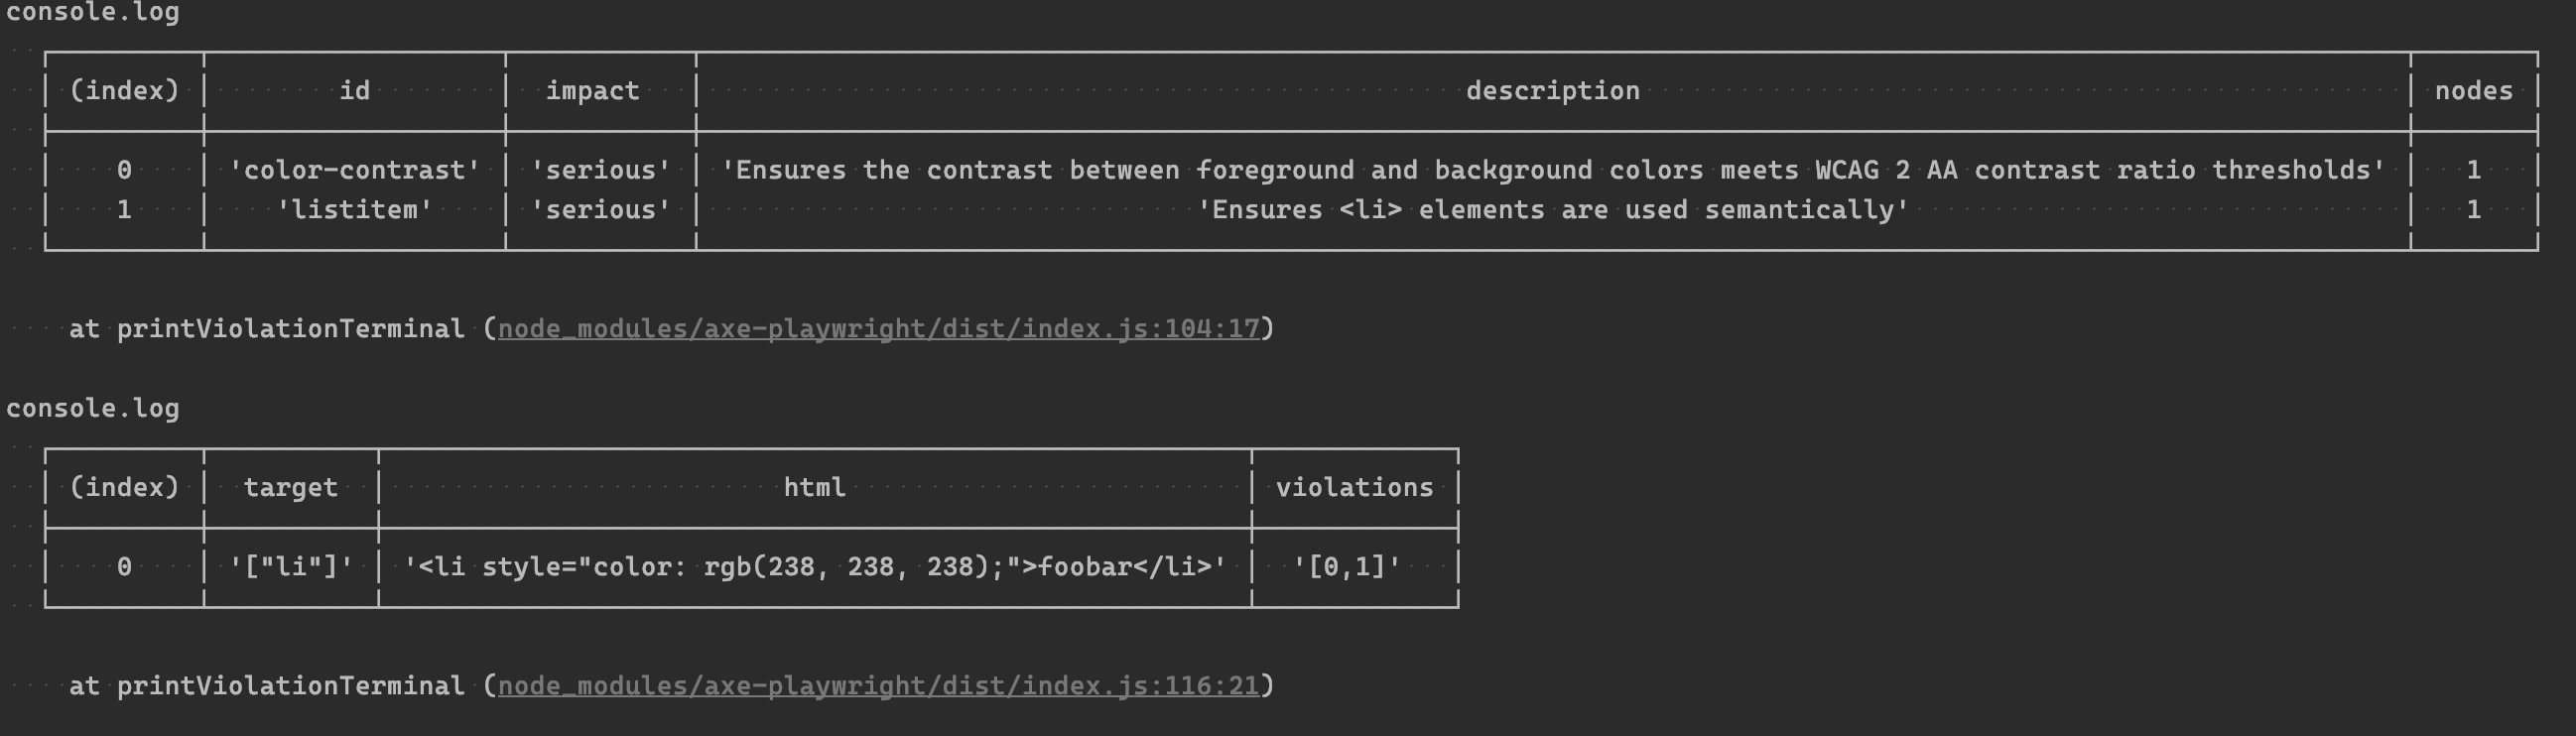 console.log
(index) id impact description nodes
0 'color-contrast' 'serious' 'Ensures the contrast between foreground and background colors meets WCAG 2 AA contrast ratio thresholds' 1
1 'listitem' 'serious' 'Ensures <li> elements are used semantically' 1
at printViolationTerminal (node_modules/axe-playwright/dist/index.js:104:17)
console.log
(index) target html violations
0 '["li"]' '<li style="color: rgb(238, 238, 238);">foobar</li>' '[0,1]'
at printViolationTerminal (node_modules/axe-playwright/dist/index.js:116:21)